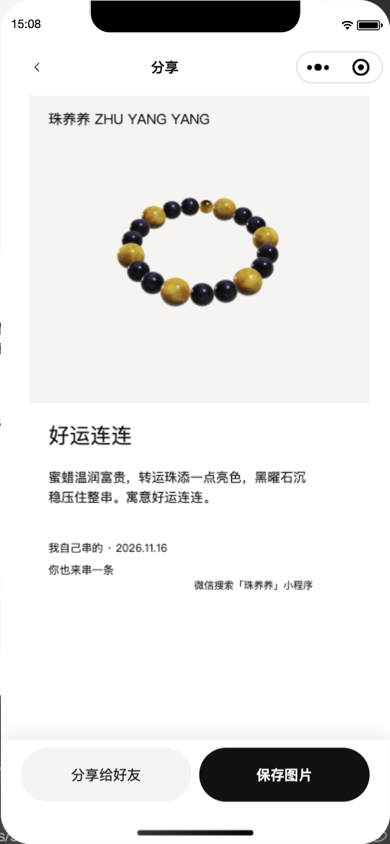 15:08
分享
珠养养 ZHU YANG YANG
好运连连
蜜蜡温润富贵，转运珠添一点亮色，黑曜石沉
稳压住整串。寓意好运连连。
我自己串的 · 2026.11.16
你也来串一条
微信搜索「珠养养」小程序
分享给好友
保存图片